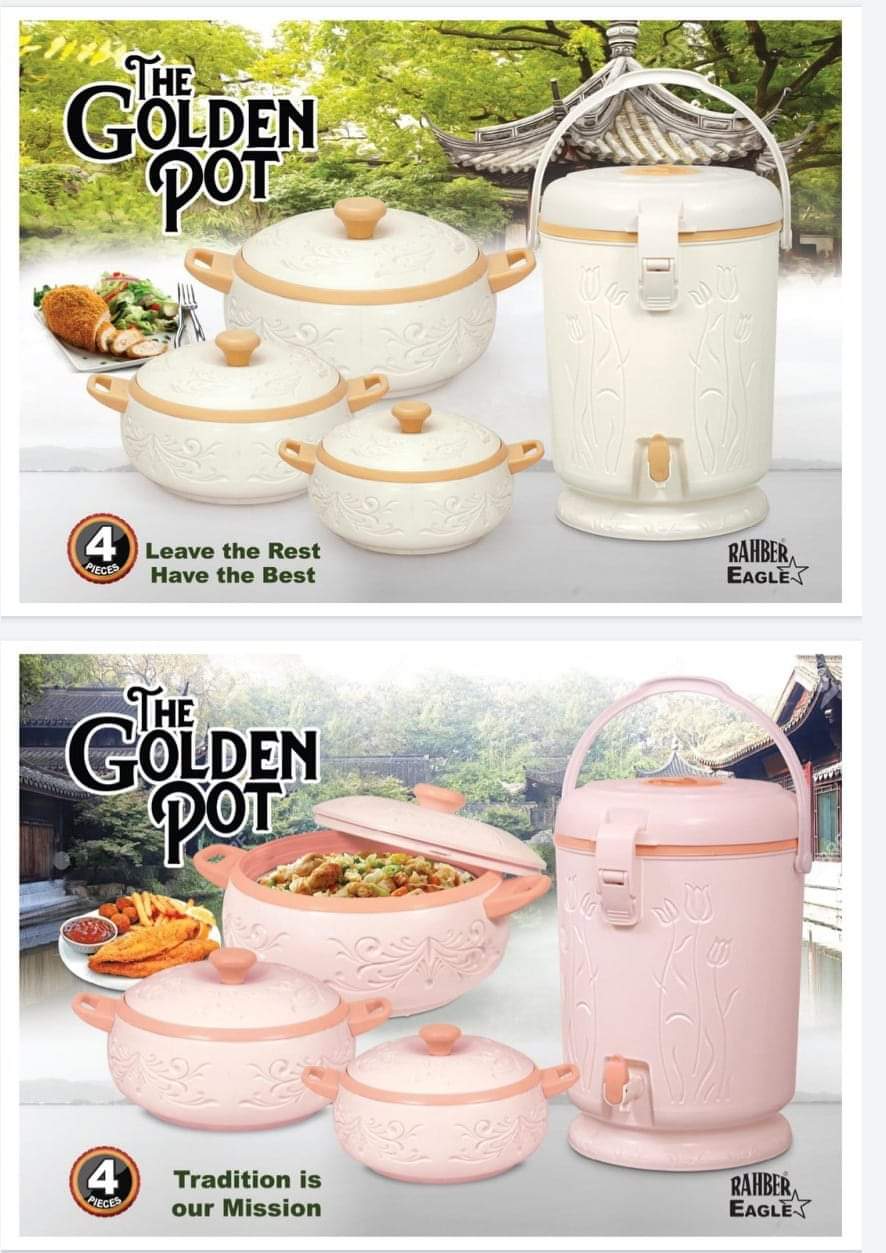 THE
GOLDEN
POT
4
PIECES
Leave the Rest
Have the Best
RAHBER®
EAGLE
THE
GOLDEN
POT
4
PIECES
Tradition is
our Mission
RAHBER®
EAGLE